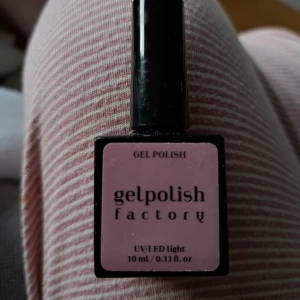 GEL POLISH
gelpolish
factory
UV/LED light
10 ml / 0.33 fl. oz